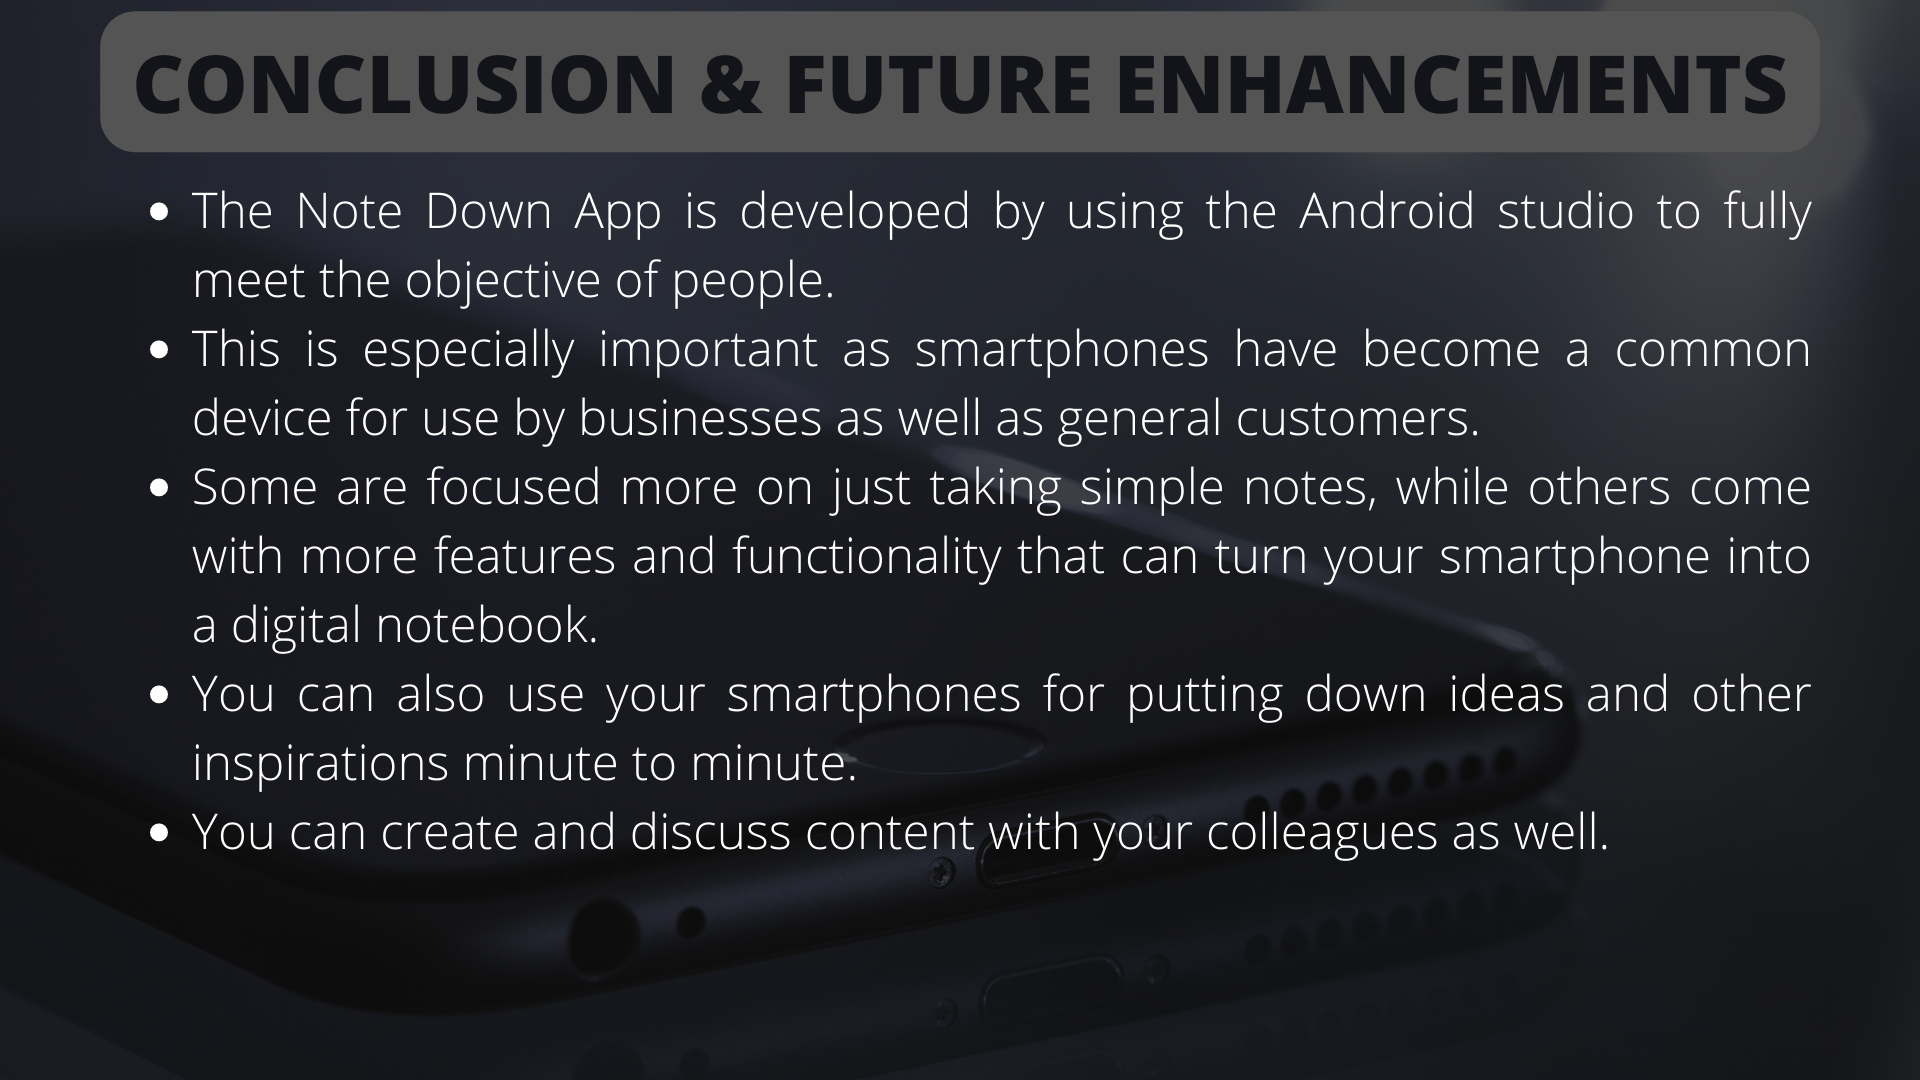 CONCLUSION & FUTURE ENHANCEMENTS
• The Note Down App is developed by using the Android studio to fully
meet the objective of people.
• This is especially important as smartphones have become a common
device for use by businesses as well as general customers.
• Some are focused more on just taking simple notes, while others come
with more features and functionality that can turn your smartphone into
a digital notebook.
• You can also use your smartphones for putting down ideas and other
inspirations minute to minute.
• You can create and discuss content with your colleagues as well.